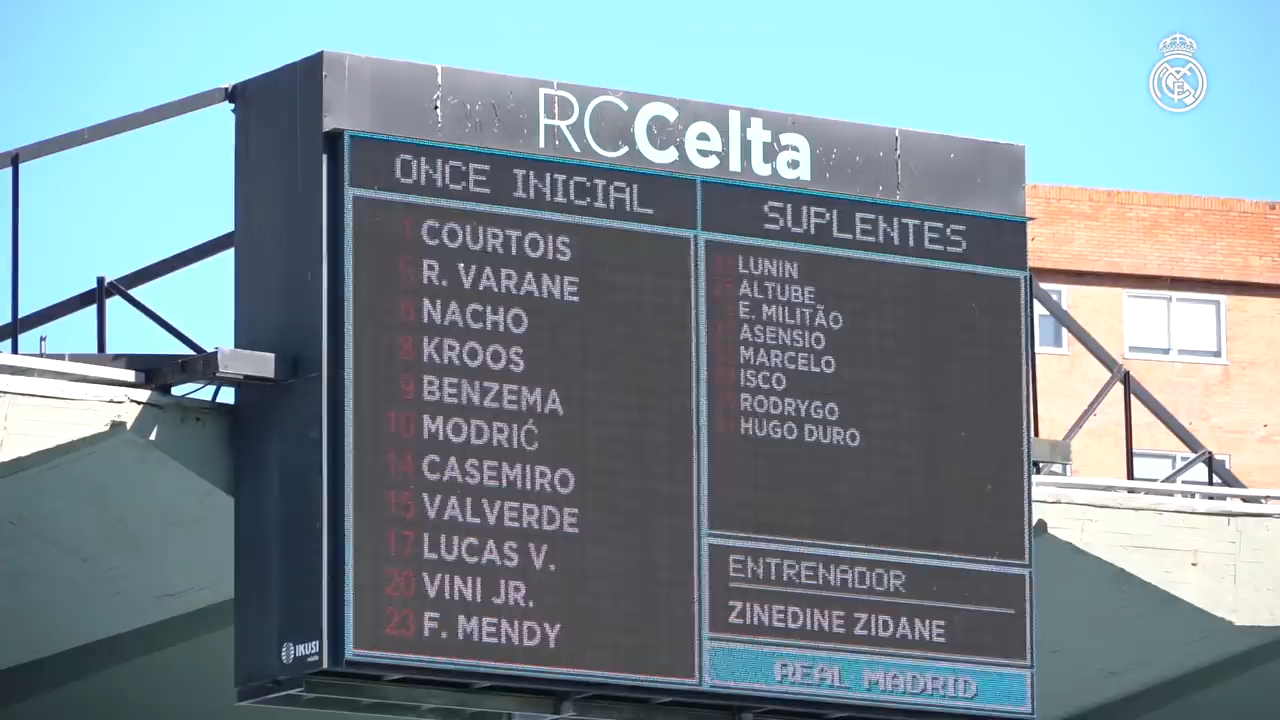 RCCelta
ONCE INICIAL
1 COURTOIS
5 R. VARANE
6 NACHO
8 KROOS
9 BENZEMA
10 MODRIĆ
14 CASEMIRO
15 VALVERDE
17 LUCAS V.
20 VINI JR.
23 F. MENDY
SUPLENTES
LUNIN
ALTUBE
E. MILITÃO
ASENSIO
MARCELO
ISCO
RODRYGO
HUGO DURO
ENTRENADOR
ZINEDINE ZIDANE
REAL MADRID
IKUSI